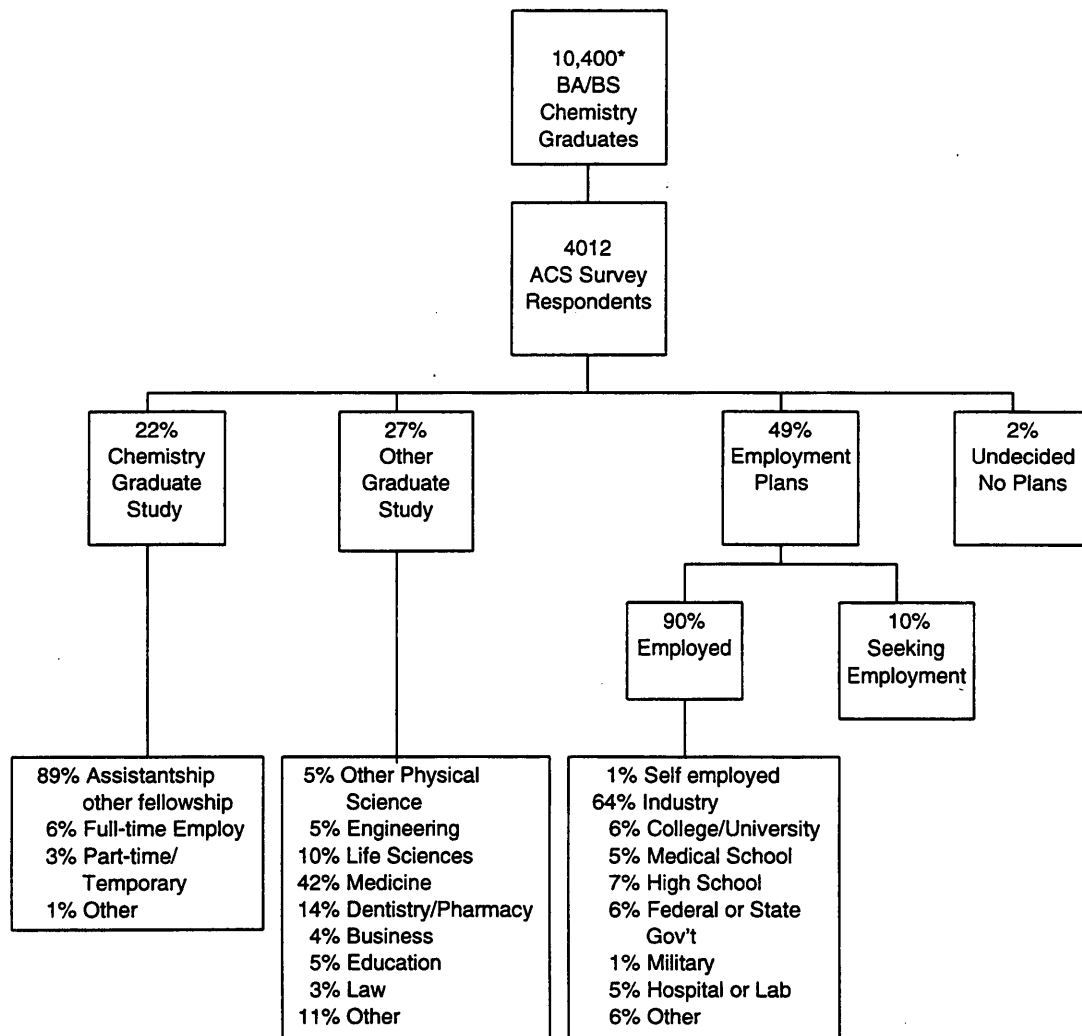 10,400*
BA/BS
Chemistry
Graduates
4012
ACS Survey
Respondents
22%
Chemistry
Graduate
Study
27%
Other
Graduate
Study
49%
Employment
Plans
2%
Undecided
No Plans
90%
Employed
10%
Seeking
Employment
89% Assistantship
other fellowship
6% Full-time Employ
3% Part-time/
Temporary
1% Other
5% Other Physical
Science
5% Engineering
10% Life Sciences
42% Medicine
14% Dentistry/Pharmacy
4% Business
5% Education
3% Law
11% Other
1% Self employed
64% Industry
6% College/University
5% Medical School
7% High School
6% Federal or State
Gov't
1% Military
5% Hospital or Lab
6% Other